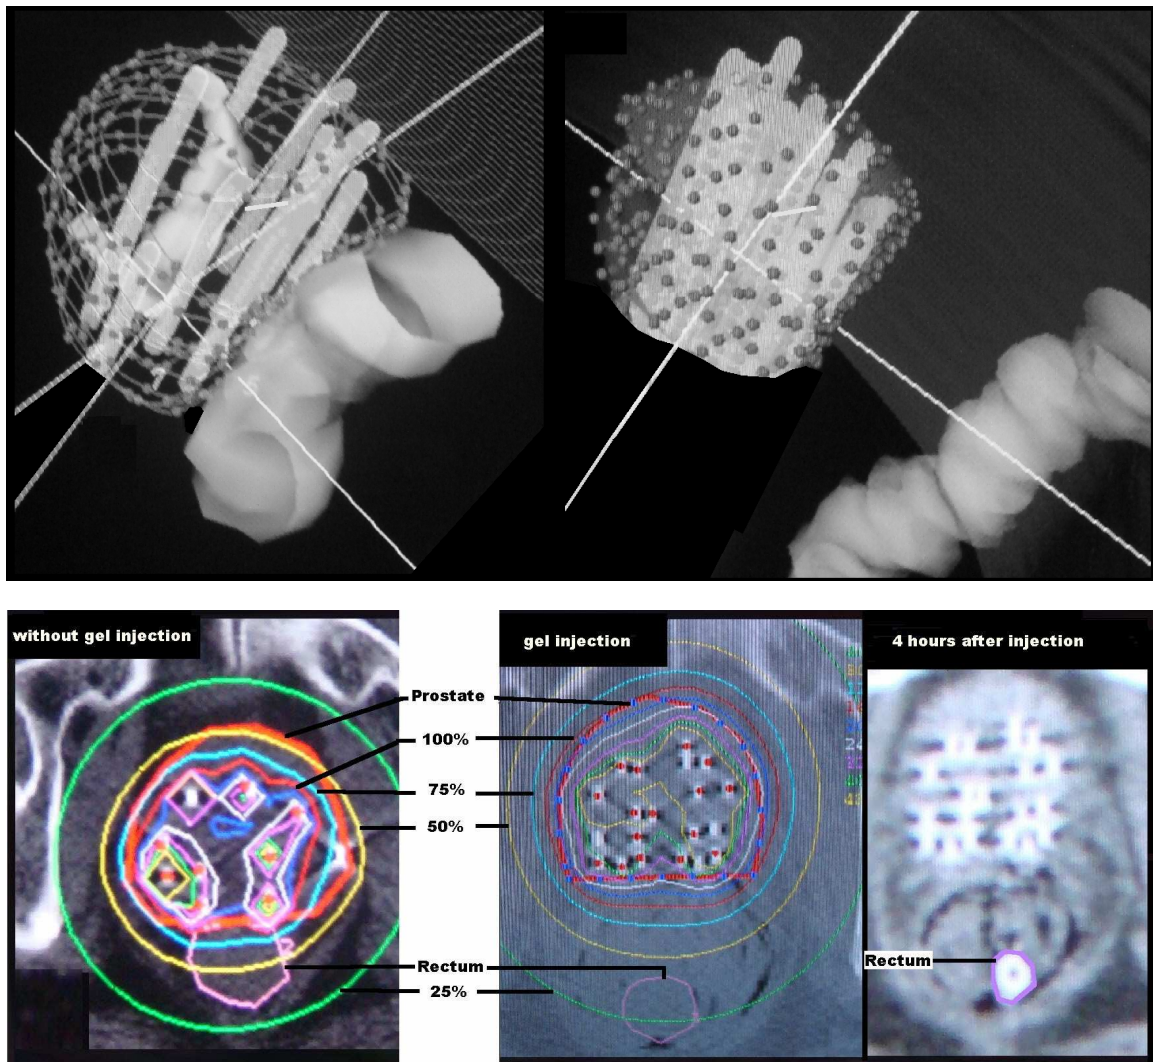 without gel injection
gel injection
4 hours after injection
Prostate
100%
75%
50%
Rectum
25%
Rectum